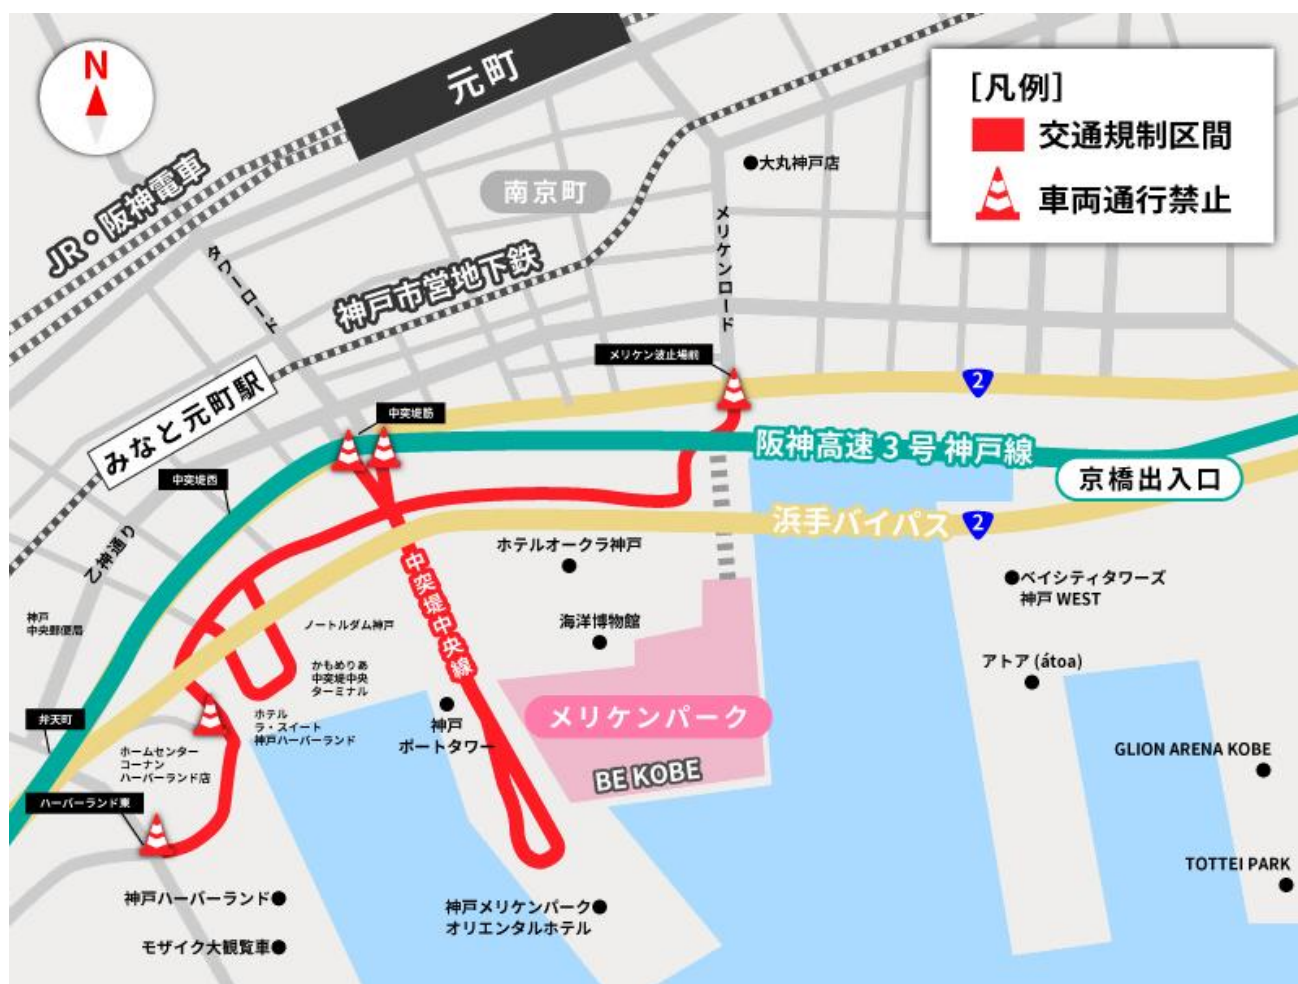 N
元町
[凡例]
交通規制区間
車両通行禁止
大丸神戸店
JR・阪神電車
南京町
メリケンロード
タワーロード
神戸市営地下鉄
メリケン波止場前
2
みなと元町駅
中突堤筋
阪神高速3号神戸線
中突堤西
京橋出入口
浜手バイパス
2
乙仲通り
ホテルオークラ神戸
中突堤中央線
ベイシティタワーズ
神戸 WEST
神戸
中央郵便局
ノートルダム神戸
海洋博物館
かもめりあ
中突堤中央
ターミナル
アトア (átoa)
弁天町
ホテル
ラ・スイート
神戸ハーバーランド
神戸
ポートタワー
メリケンパーク
ホームセンター
コーナン
ハーバーランド店
BE KOBE
GLION ARENA KOBE
ハーバーランド東
TOTTEI PARK
神戸ハーバーランド
神戸メリケンパーク
オリエンタルホテル
モザイク大観覧車